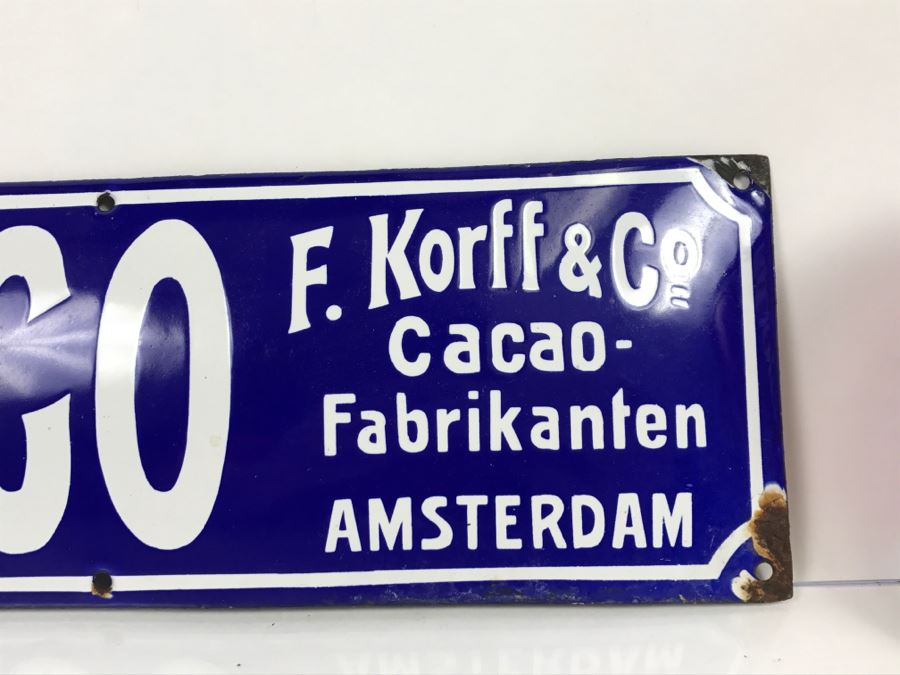 CO
F. Korff & Co
Cacao-
Fabrikanten
AMSTERDAM